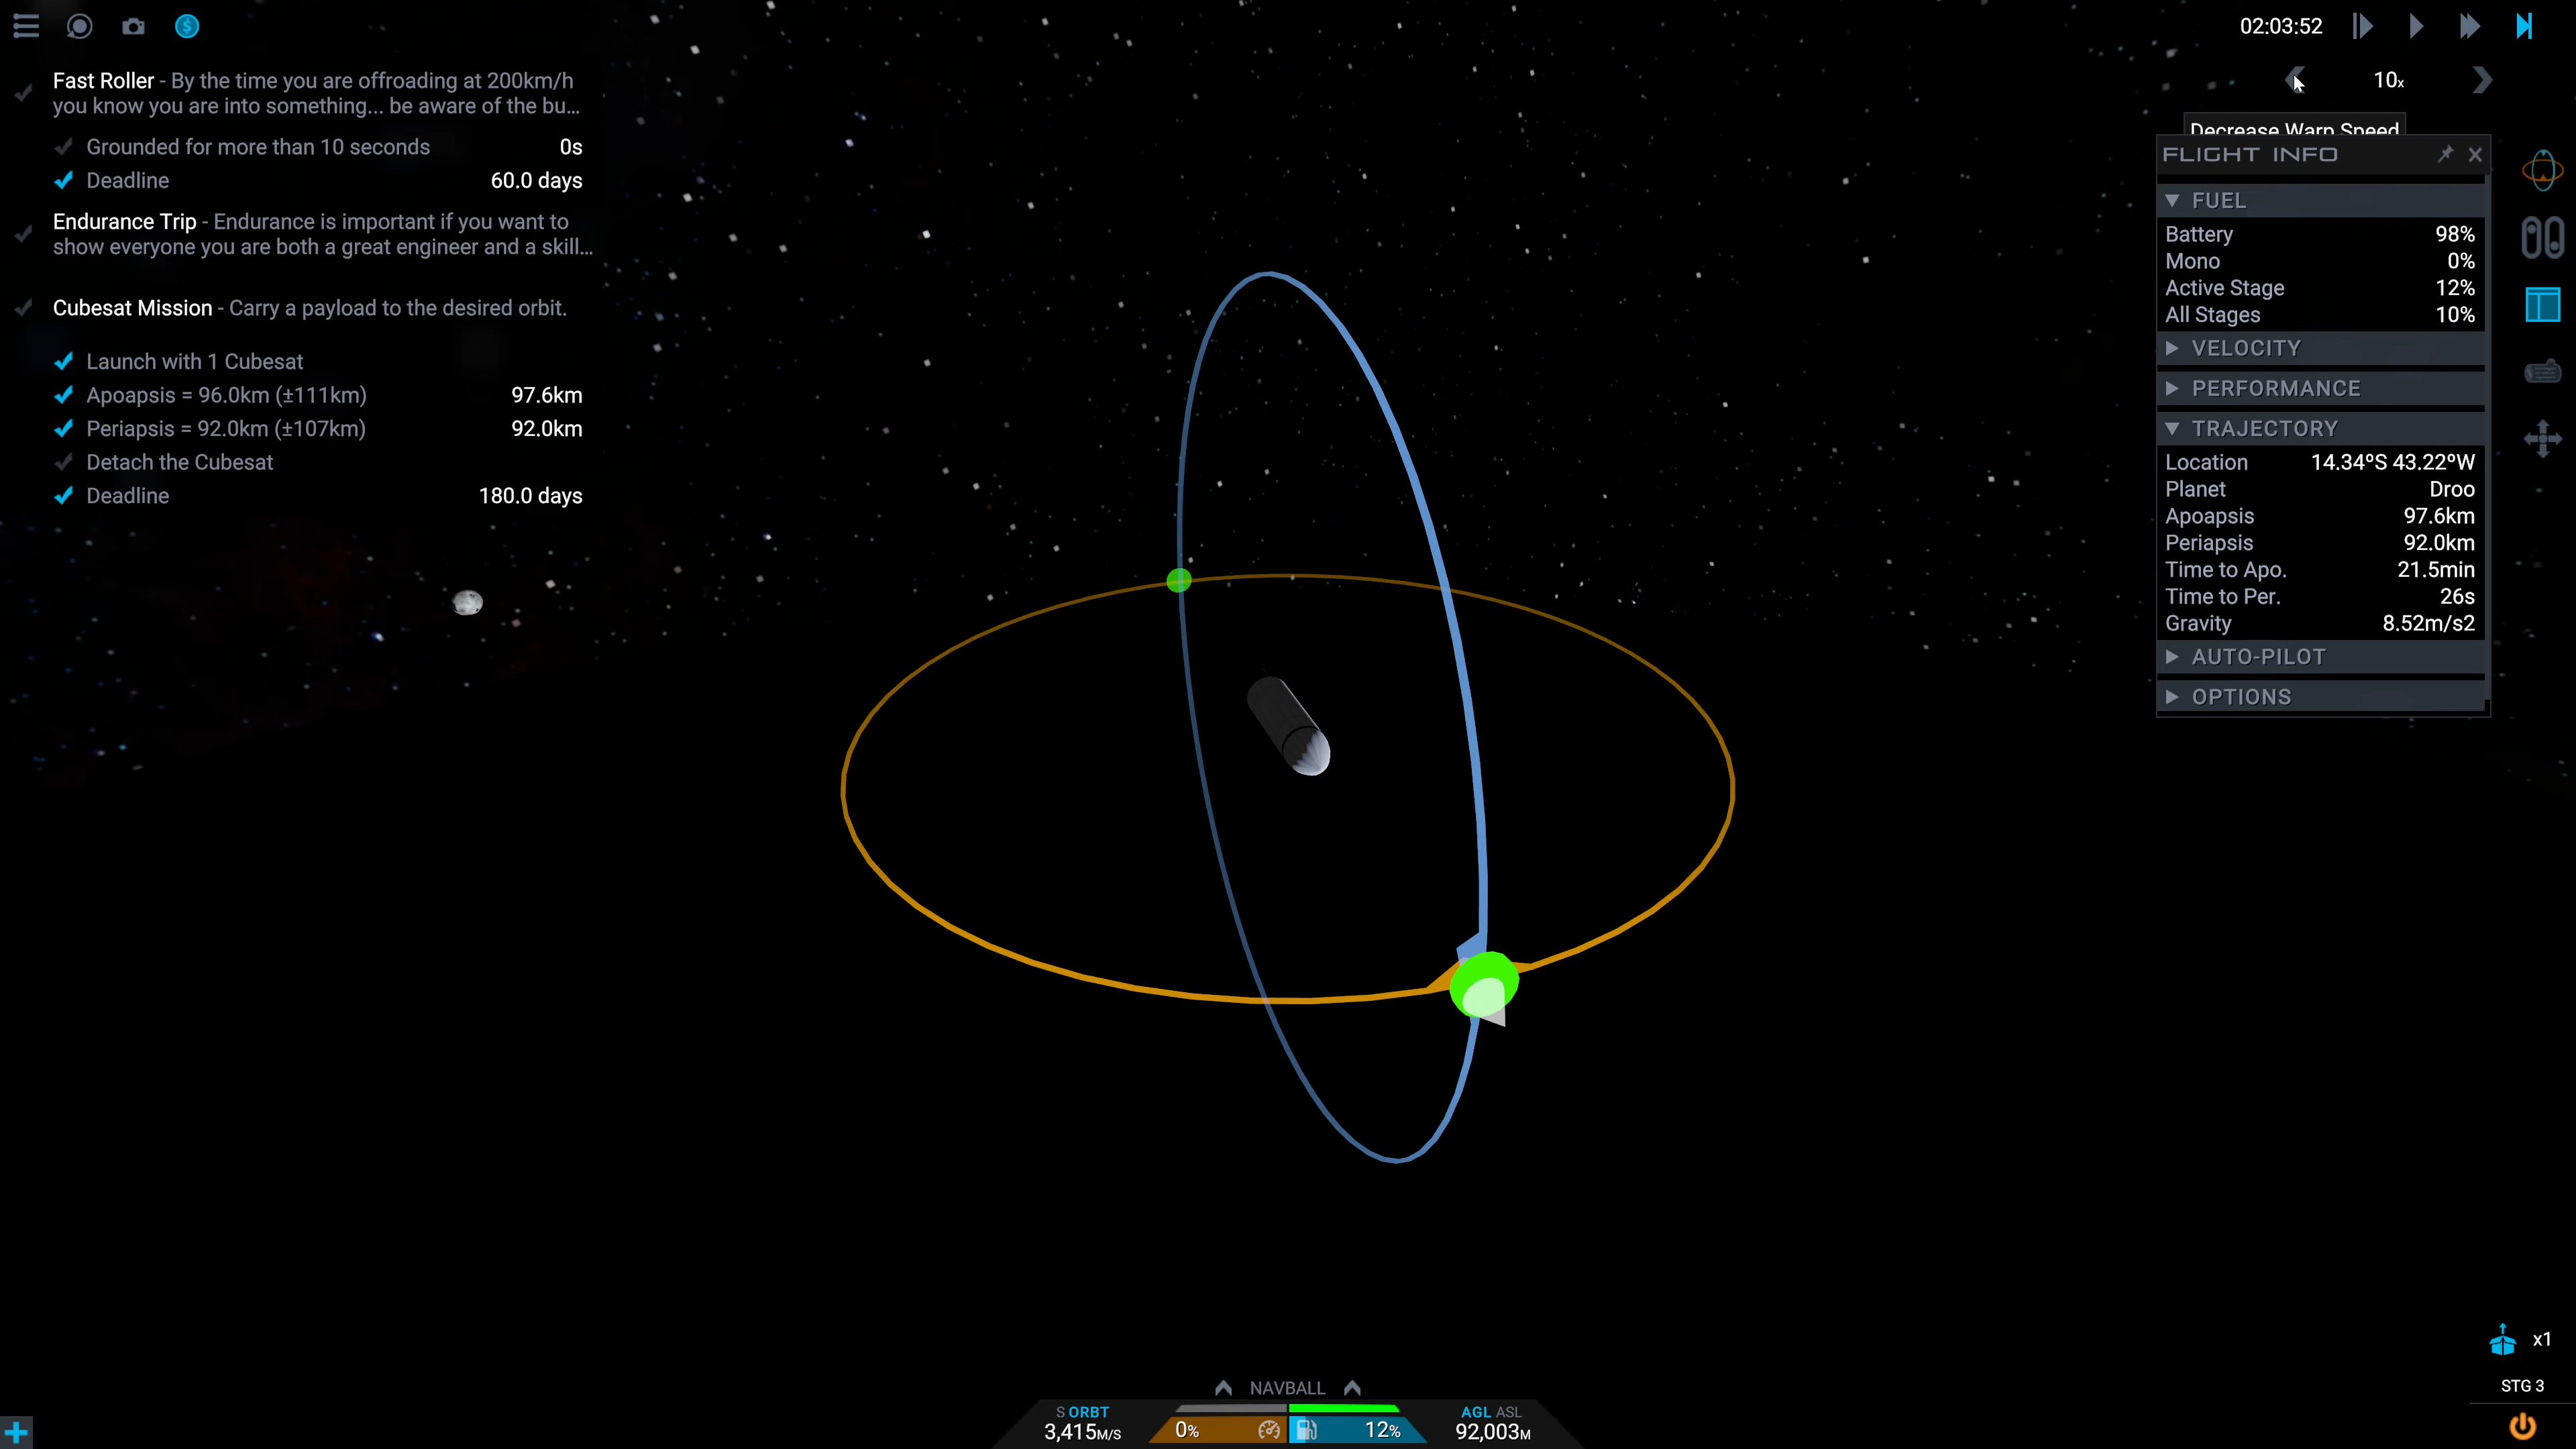 02:03:52
10x
Decrease Warp Speed
Fast Roller - By the time you are offroading at 200km/h
you know you are into something... be aware of the bu...
Grounded for more than 10 seconds 0s
Deadline 60.0 days
Endurance Trip - Endurance is important if you want to
show everyone you are both a great engineer and a skill...
Cubesat Mission - Carry a payload to the desired orbit.
Launch with 1 Cubesat
Apoapsis = 96.0km (±111km) 97.6km
Periapsis = 92.0km (±107km) 92.0km
Detach the Cubesat
Deadline 180.0 days
FLIGHT INFO
FUEL
Battery 98%
Mono 0%
Active Stage 12%
All Stages 10%
VELOCITY
PERFORMANCE
TRAJECTORY
Location 14.34ºS 43.22ºW
Planet Droo
Apoapsis 97.6km
Periapsis 92.0km
Time to Apo. 21.5min
Time to Per. 26s
Gravity 8.52m/s2
AUTO-PILOT
OPTIONS
x1
STG 3
NAVBALL
S ORBT
3,415M/S
0%
12%
AGL ASL
92,003M